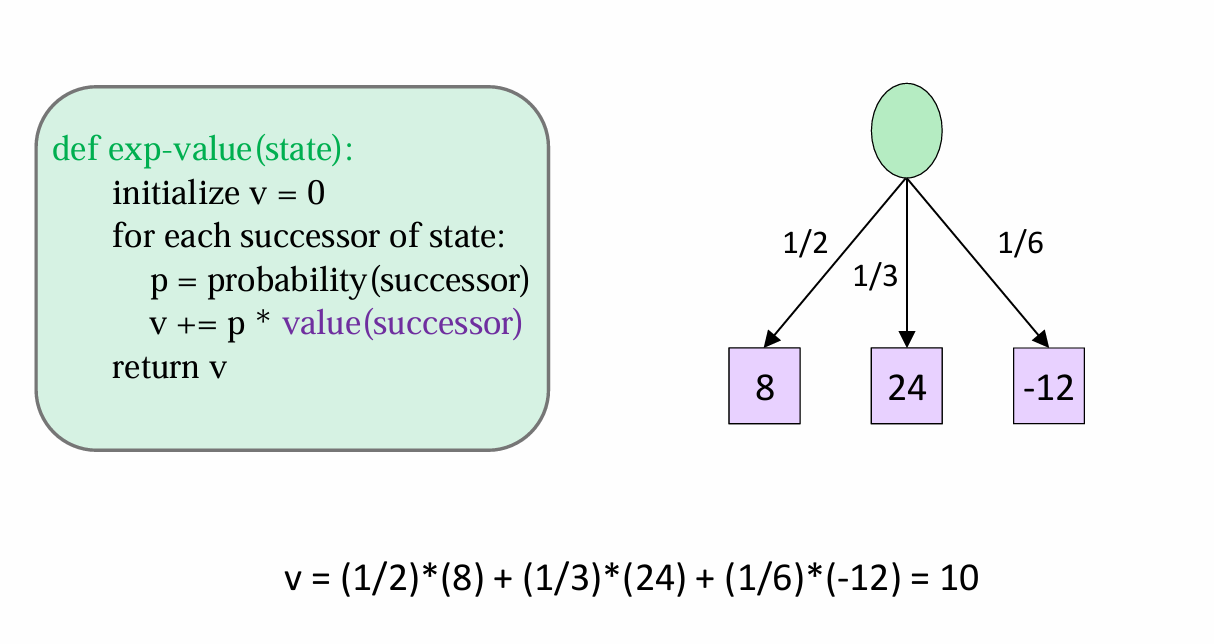 def exp-value(state):
initialize v = 0
for each successor of state:
p = probability(successor)
v += p * value(successor)
return v
1/2
1/3
1/6
8
24
-12
v = (1/2)*(8) + (1/3)*(24) + (1/6)*(-12) = 10